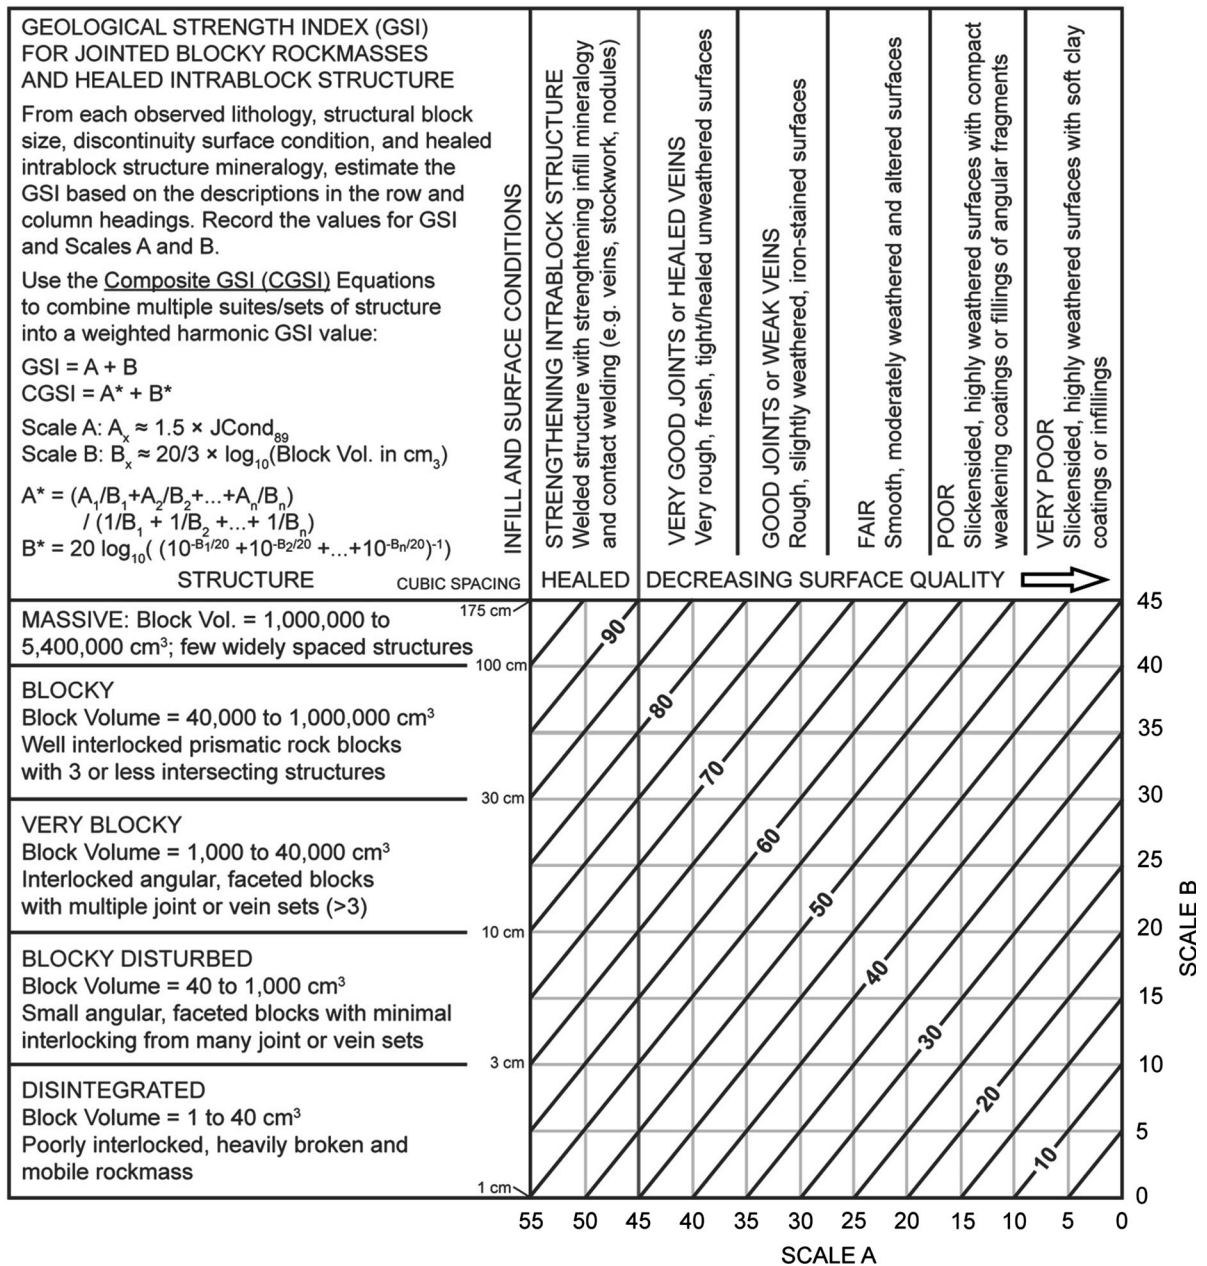 GEOLOGICAL STRENGTH INDEX (GSI)
FOR JOINTED BLOCKY ROCKMASSES
AND HEALED INTRABLOCK STRUCTURE
From each observed lithology, structural block
size, discontinuity surface condition, and healed
intrablock structure mineralogy, estimate the
GSI based on the descriptions in the row and
column headings. Record the values for GSI
and Scales A and B.
Use the Composite GSI (CGSI) Equations
to combine multiple suites/sets of structure
into a weighted harmonic GSI value:
GSI = A + B
CGSI = A* + B*
Scale A: Aₓ ≈ 1.5 × JCond₈₉
Scale B: Bₓ ≈ 20/3 × log₁₀(Block Vol. in cm₃)
A* = (A₁/B₁+A₂/B₂+...+Aₙ/Bₙ)
/ (1/B₁ + 1/B₂ +...+ 1/Bₙ)
B* = 20 log₁₀( (10^-B₁/20 +10^-B₂/20 +...+10^-Bn/20)^-1)
STRUCTURE
CUBIC SPACING
INFILL AND SURFACE CONDITIONS
STRENGTHENING INTRABLOCK STRUCTURE
Welded structure with strenghtening infill mineralogy
and contact welding (e.g. veins, stockwork, nodules)
VERY GOOD JOINTS or HEALED VEINS
Very rough, fresh, tight/healed unweathered surfaces
GOOD JOINTS or WEAK VEINS
Rough, slightly weathered, iron-stained surfaces
FAIR
Smooth, moderately weathered and altered surfaces
POOR
Slickensided, highly weathered surfaces with compact
weakening coatings or fillings of angular fragments
VERY POOR
Slickensided, highly weathered surfaces with soft clay
coatings or infillings
HEALED
DECREASING SURFACE QUALITY
MASSIVE: Block Vol. = 1,000,000 to
5,400,000 cm³; few widely spaced structures
BLOCKY
Block Volume = 40,000 to 1,000,000 cm³
Well interlocked prismatic rock blocks
with 3 or less intersecting structures
VERY BLOCKY
Block Volume = 1,000 to 40,000 cm³
Interlocked angular, faceted blocks
with multiple joint or vein sets (>3)
BLOCKY DISTURBED
Block Volume = 40 to 1,000 cm³
Small angular, faceted blocks with minimal
interlocking from many joint or vein sets
DISINTEGRATED
Block Volume = 1 to 40 cm³
Poorly interlocked, heavily broken and
mobile rockmass
175 cm
100 cm
30 cm
10 cm
3 cm
1 cm
90
80
70
60
50
40
30
20
10
45
40
35
30
25
20
15
10
5
0
SCALE B
55 50 45 40 35 30 25 20 15 10 5 0
SCALE A